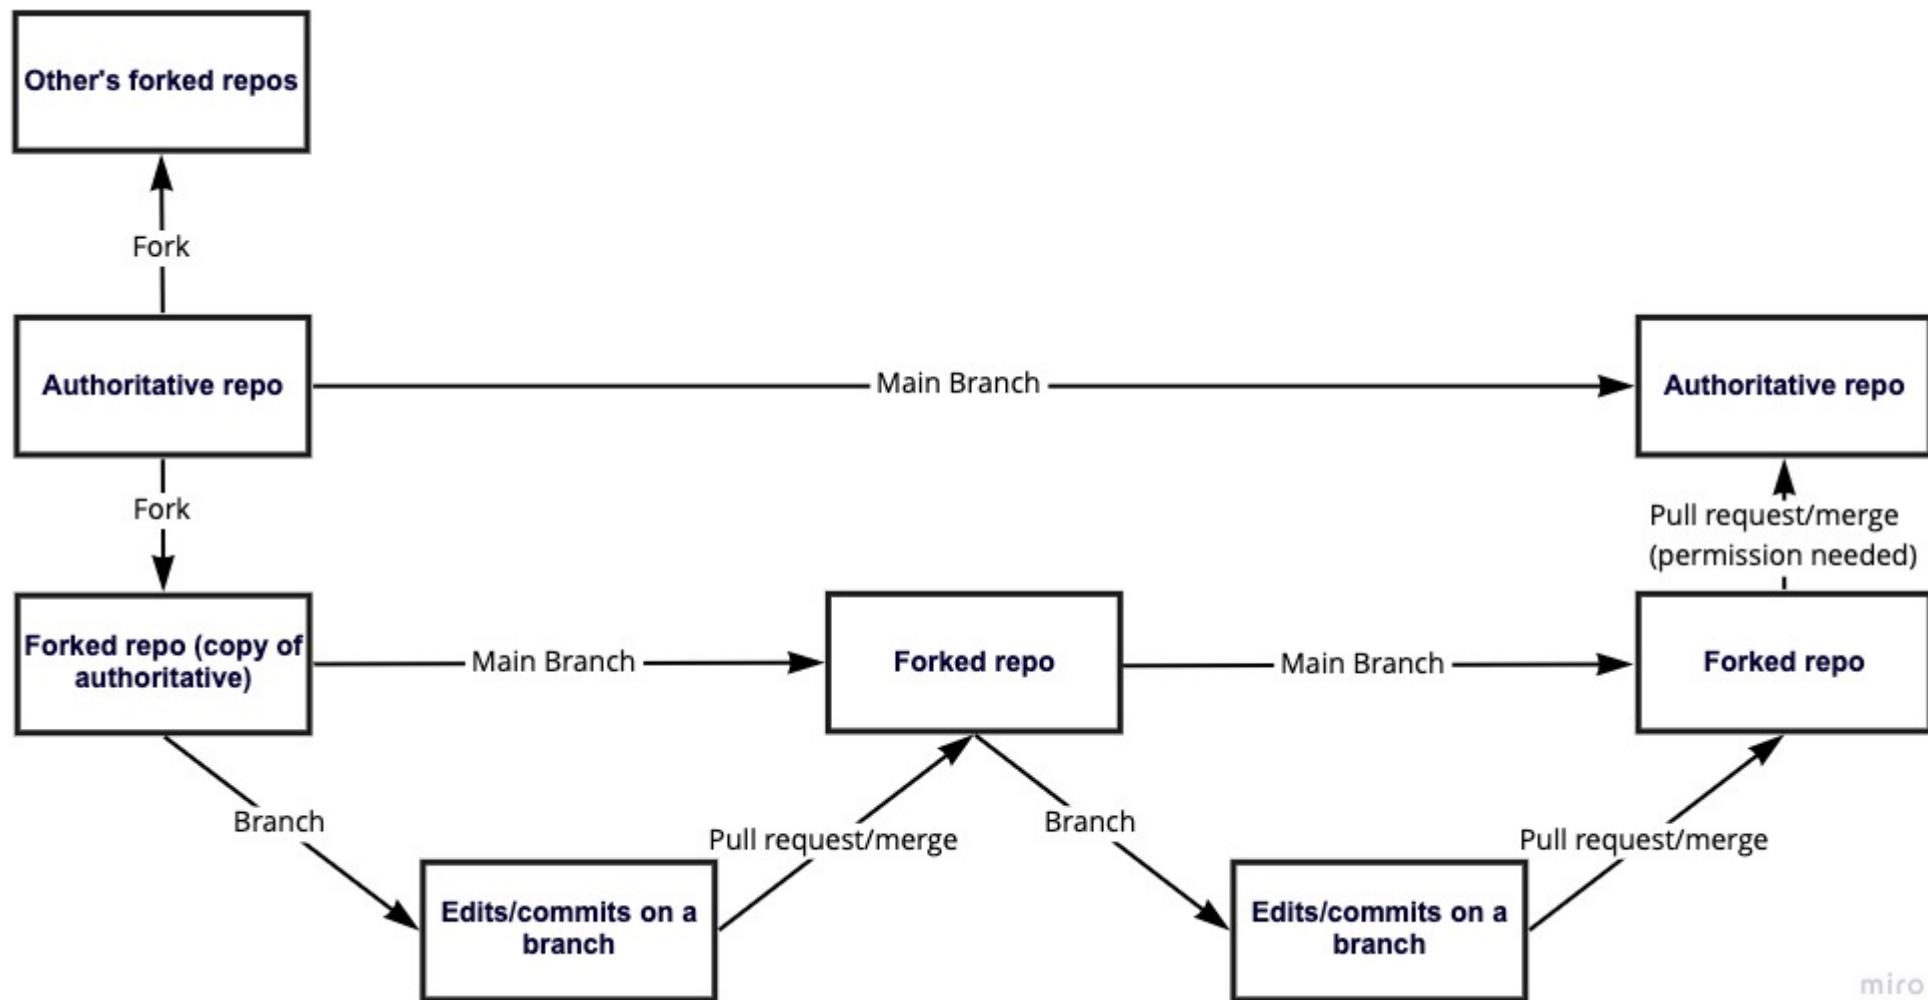 Other's forked repos
Fork
Authoritative repo
Main Branch
Authoritative repo
Fork
Pull request/merge
(permission needed)
Forked repo (copy of
authoritative)
Main Branch
Forked repo
Main Branch
Forked repo
Branch
Pull request/merge
Branch
Pull request/merge
Edits/commits on a
branch
Edits/commits on a
branch
miro